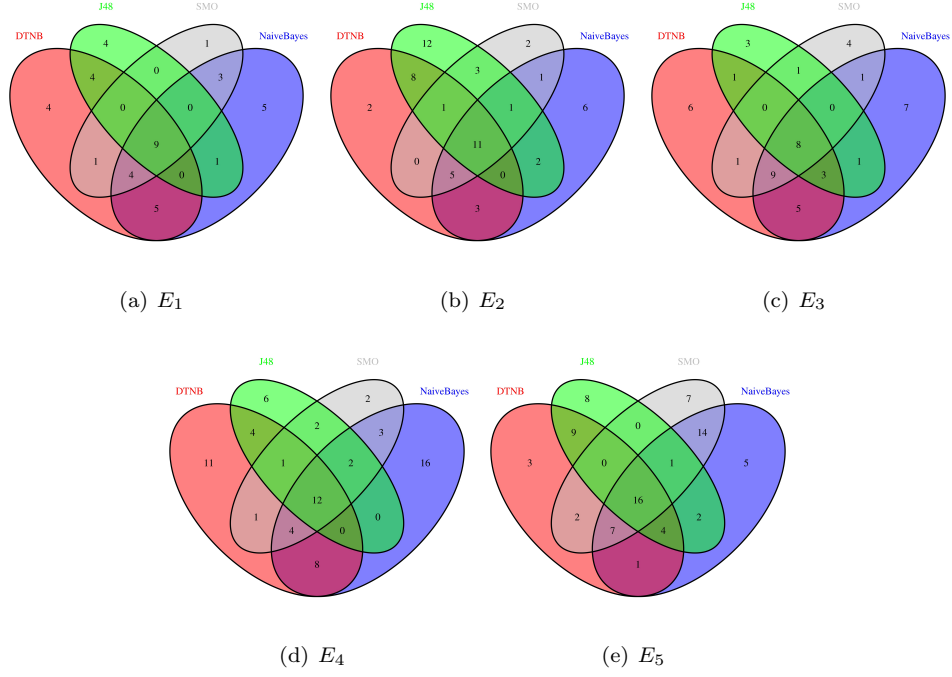 J48 SMO J48 SMO J48 SMO
DTNB NaiveBayes DTNB NaiveBayes DTNB NaiveBayes
4 1 12 2 3 4
4 0 3 8 3 1 1 1 1
4 0 0 5 2 1 1 6 6 0 0 7
9 11 8
1 4 0 1 0 5 0 2 1 9 3 1
5 3 5
(a) E1 (b) E2 (c) E3
J48 SMO J48 SMO
DTNB NaiveBayes DTNB NaiveBayes
6 2 8 7
4 2 3 9 0 14
11 1 2 16 3 0 1 5
12 16
1 4 0 0 2 7 4 2
8 1
(d) E4 (e) E5